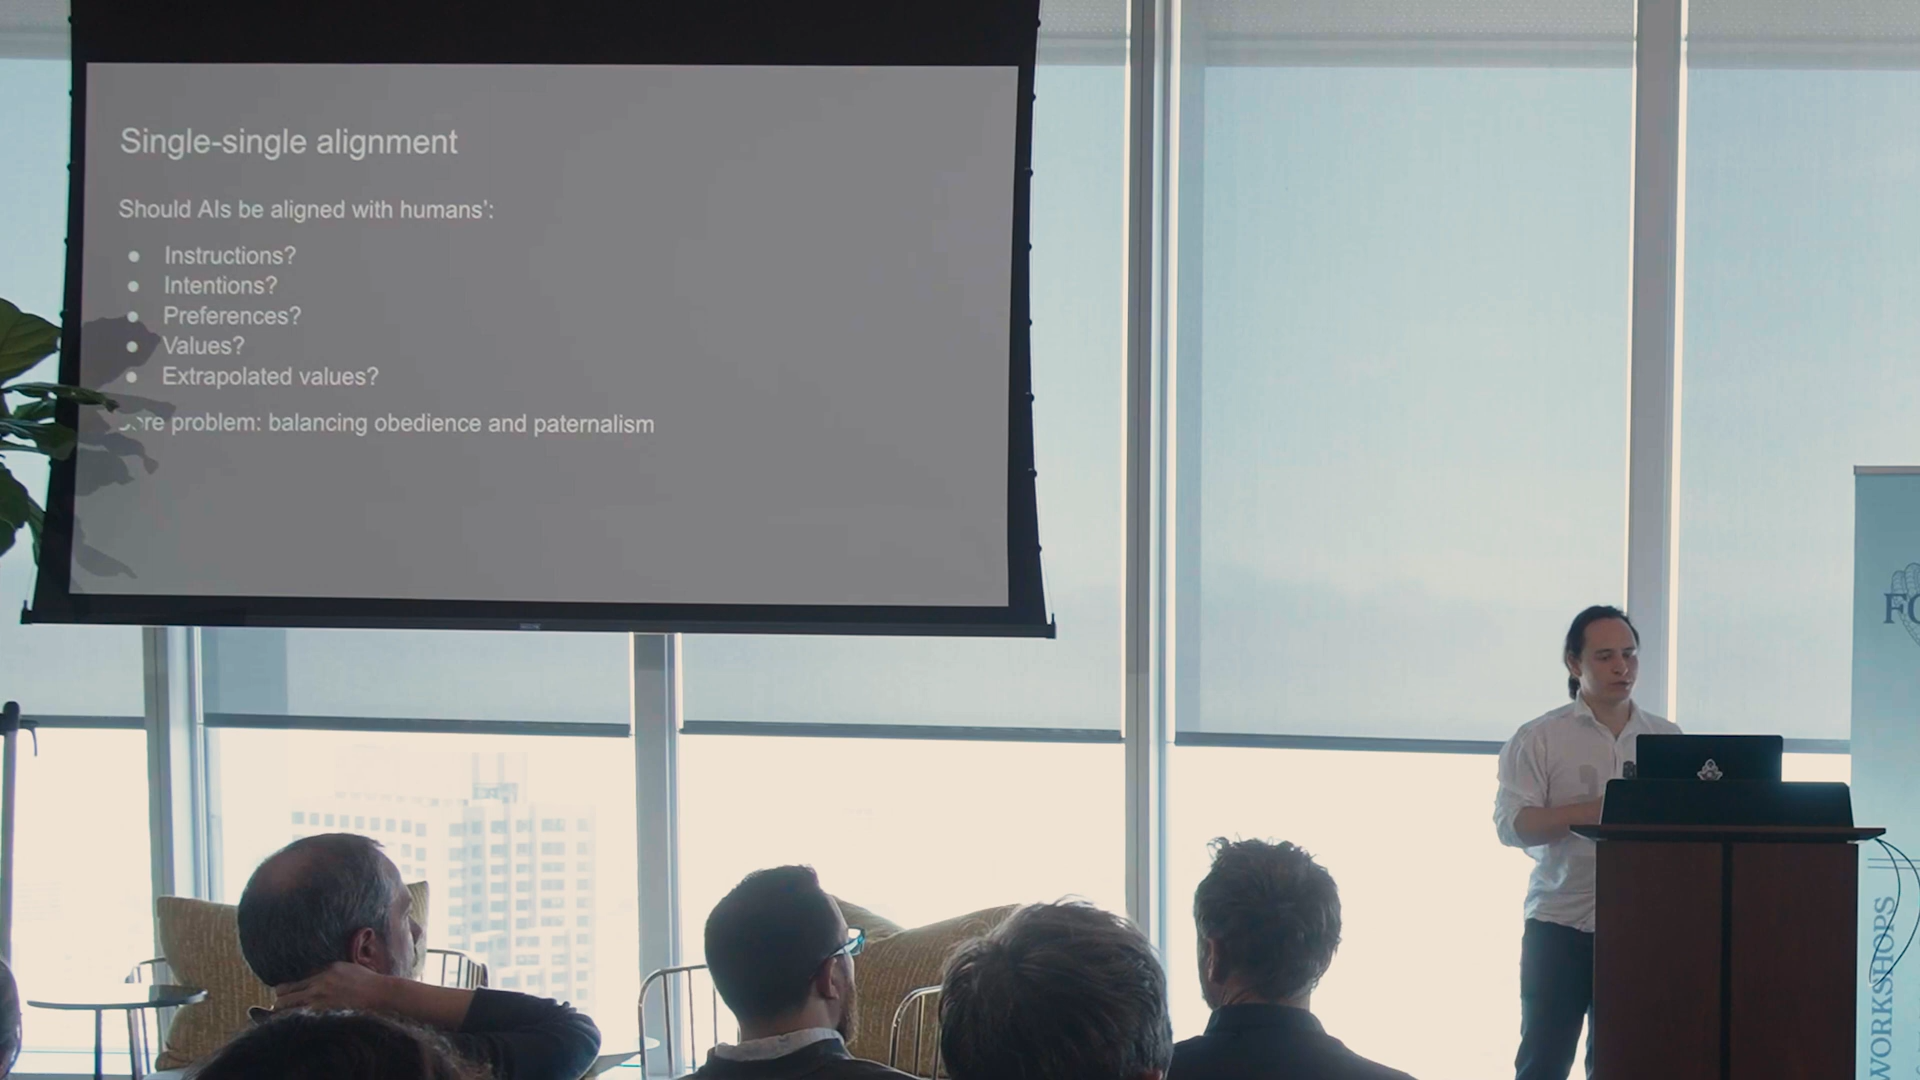 Single-single alignment
Should AIs be aligned with humans':
● Instructions?
● Intentions?
● Preferences?
● Values?
● Extrapolated values?
problem: balancing obedience and paternalism
WORKSHOPS